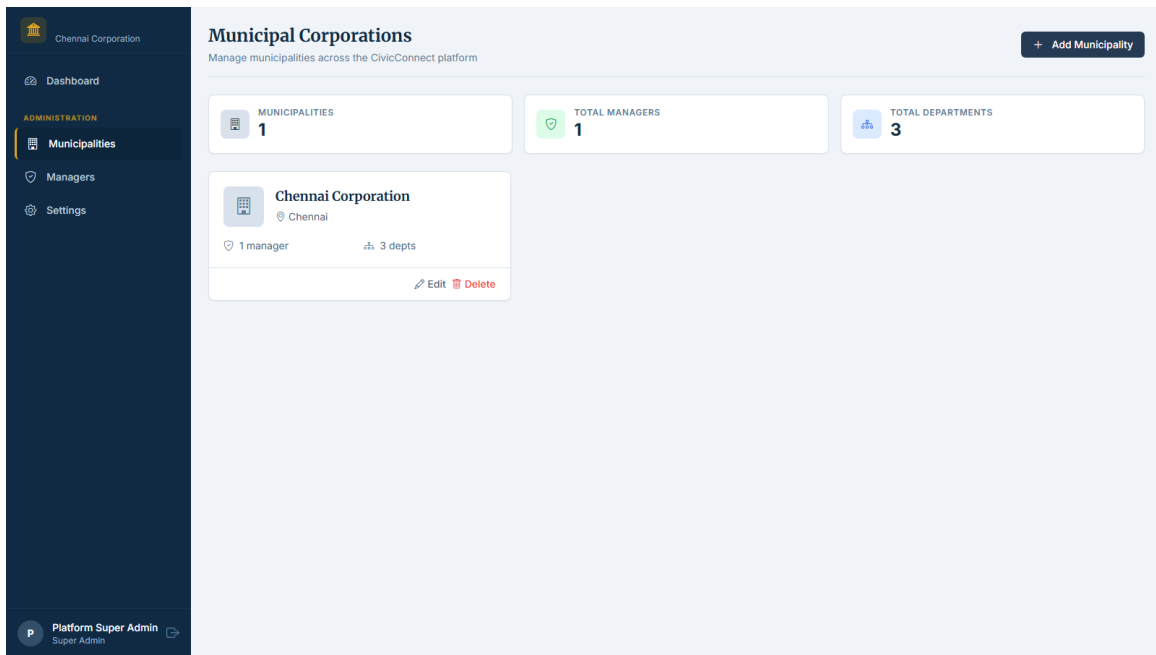 Chennai Corporation
Dashboard
ADMINISTRATION
Municipalities
Managers
Settings
P
Platform Super Admin
Super Admin
Municipal Corporations
Manage municipalities across the CivicConnect platform
+ Add Municipality
MUNICIPALITIES
1
TOTAL MANAGERS
1
TOTAL DEPARTMENTS
3
Chennai Corporation
Chennai
1 manager
3 depts
Edit
Delete